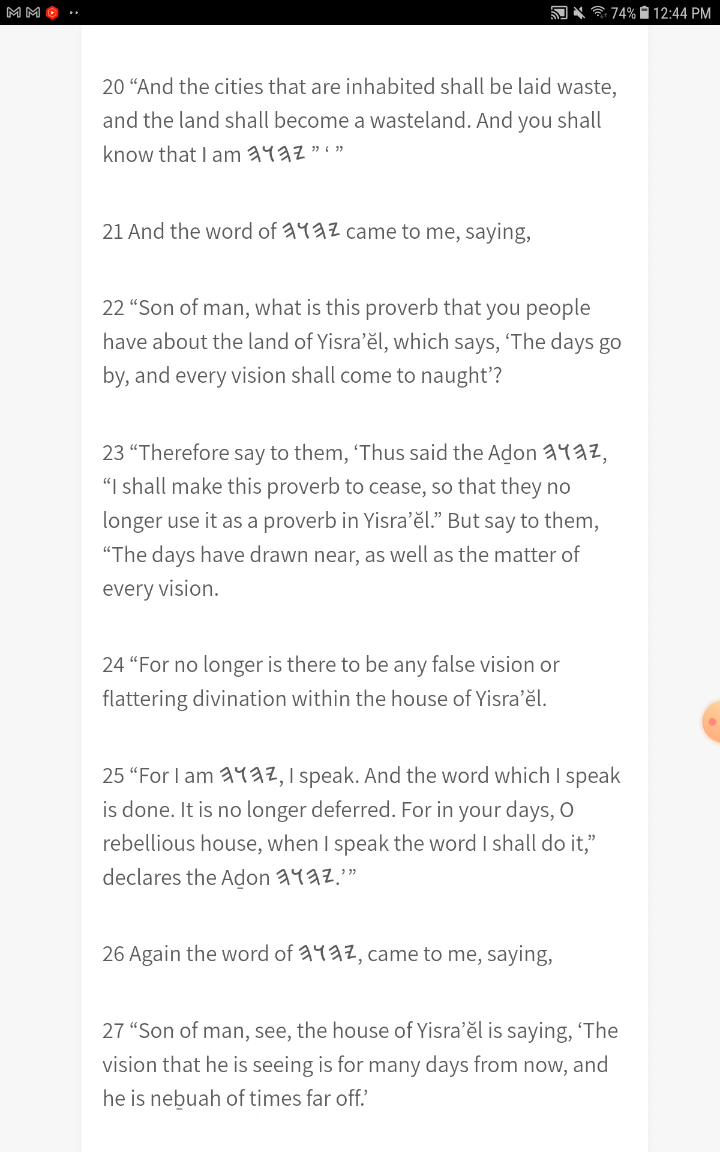 74% 12:44 PM
20 “And the cities that are inhabited shall be laid waste,
and the land shall become a wasteland. And you shall
know that I am 𐤉𐤄𐤅𐤄 ” ‘ ”
21 And the word of 𐤉𐤄𐤅𐤄 came to me, saying,
22 “Son of man, what is this proverb that you people
have about the land of Yisra’ĕl, which says, ‘The days go
by, and every vision shall come to naught’?
23 “Therefore say to them, ‘Thus said the Aḏon 𐤉𐤄𐤅𐤄,
“I shall make this proverb to cease, so that they no
longer use it as a proverb in Yisra’ĕl.” But say to them,
“The days have drawn near, as well as the matter of
every vision.
24 “For no longer is there to be any false vision or
flattering divination within the house of Yisra’ĕl.
25 “For I am 𐤉𐤄𐤅𐤄, I speak. And the word which I speak
is done. It is no longer deferred. For in your days, O
rebellious house, when I speak the word I shall do it,”
declares the Aḏon 𐤉𐤄𐤅𐤄.’”
26 Again the word of 𐤉𐤄𐤅𐤄, came to me, saying,
27 “Son of man, see, the house of Yisra’ĕl is saying, ‘The
vision that he is seeing is for many days from now, and
he is neḇuah of times far off.’